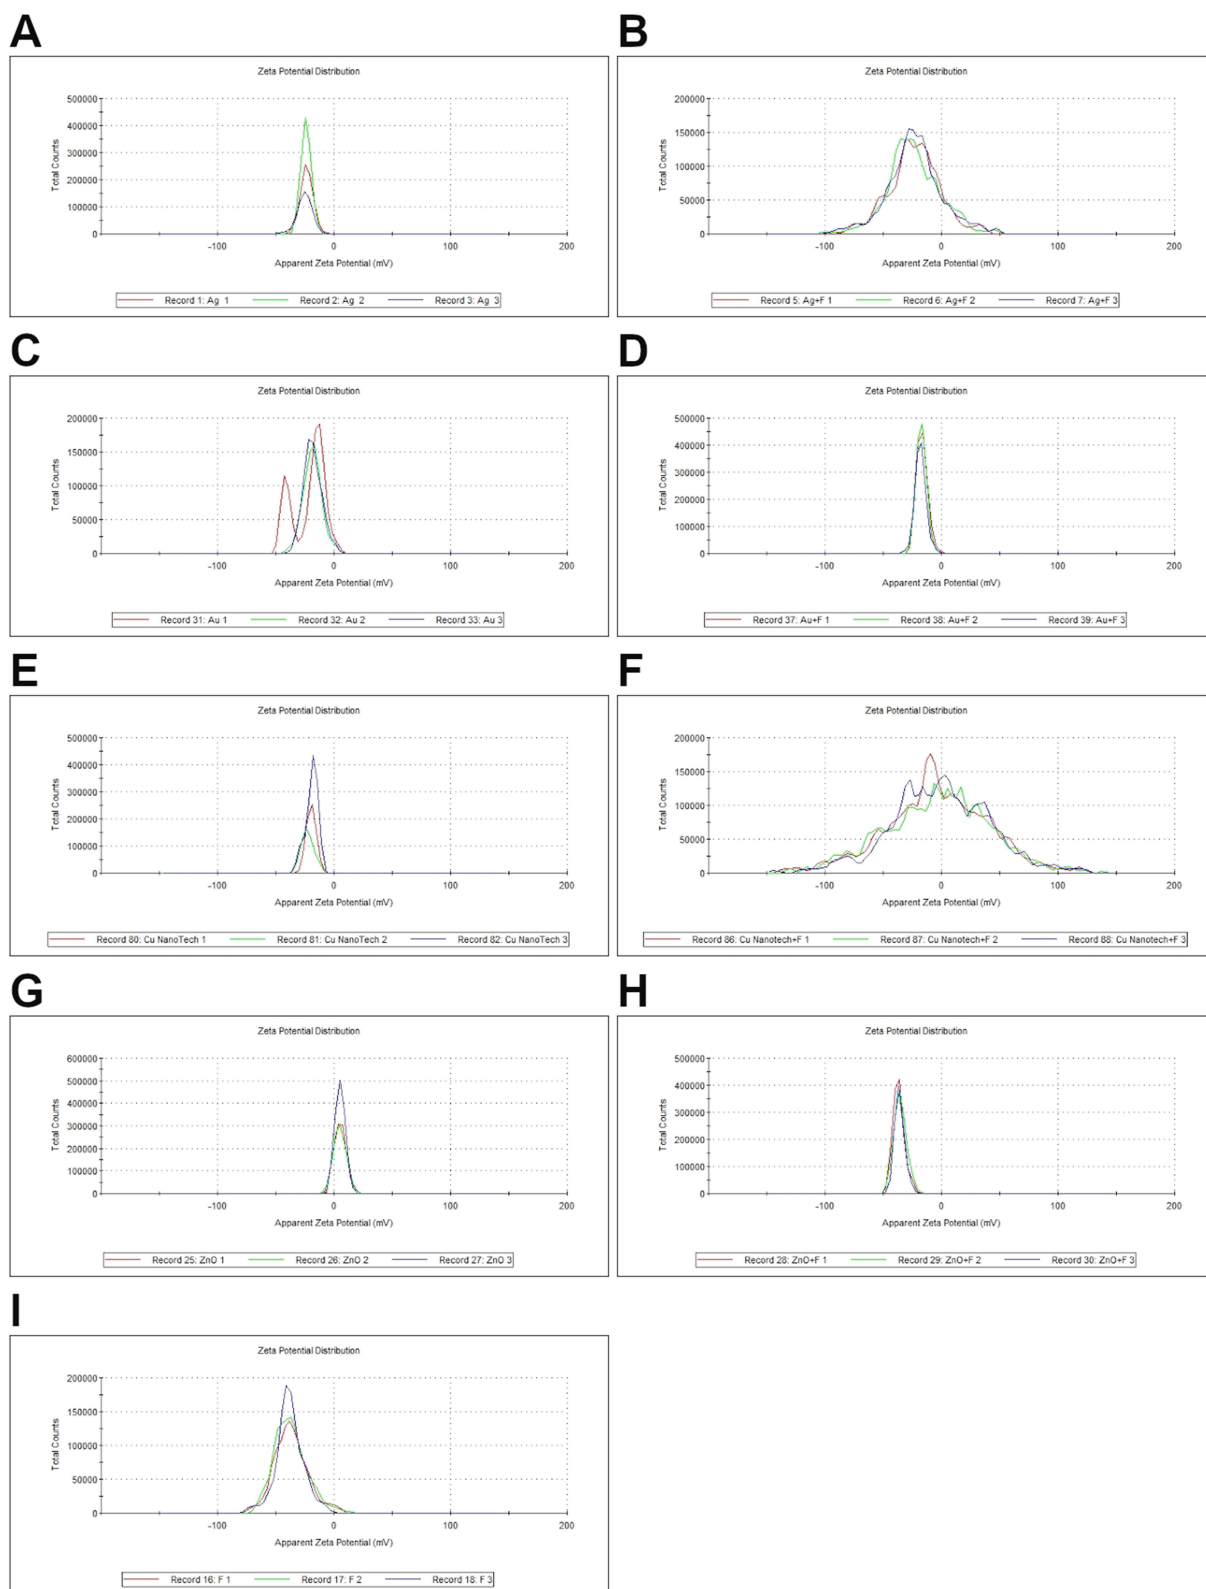 A
Zeta Potential Distribution
500000
400000
300000
200000
100000
0
Total Counts
-100 0 100 200
Apparent Zeta Potential (mV)
Record 1: Ag 1 Record 2: Ag 2 Record 3: Ag 3
B
Zeta Potential Distribution
200000
150000
100000
50000
0
Total Counts
-100 0 100 200
Apparent Zeta Potential (mV)
Record 5: Ag+F 1 Record 6: Ag+F 2 Record 7: Ag+F 3
C
Zeta Potential Distribution
200000
150000
100000
50000
0
Total Counts
-100 0 100 200
Apparent Zeta Potential (mV)
Record 31: Au 1 Record 32: Au 2 Record 33: Au 3
D
Zeta Potential Distribution
500000
400000
300000
200000
100000
0
Total Counts
-100 0 100 200
Apparent Zeta Potential (mV)
Record 37: Au+F 1 Record 38: Au+F 2 Record 39: Au+F 3
E
Zeta Potential Distribution
500000
400000
300000
200000
100000
0
Total Counts
-100 0 100 200
Apparent Zeta Potential (mV)
Record 80: Cu NanoTech 1 Record 81: Cu NanoTech 2 Record 82: Cu NanoTech 3
F
Zeta Potential Distribution
200000
150000
100000
50000
0
Total Counts
-100 0 100 200
Apparent Zeta Potential (mV)
Record 86: Cu Nanotech+F 1 Record 87: Cu Nanotech+F 2 Record 88: Cu Nanotech+F 3
G
Zeta Potential Distribution
600000
500000
400000
300000
200000
100000
0
Total Counts
-100 0 100 200
Apparent Zeta Potential (mV)
Record 25: ZnO 1 Record 26: ZnO 2 Record 27: ZnO 3
H
Zeta Potential Distribution
500000
400000
300000
200000
100000
0
Total Counts
-100 0 100 200
Apparent Zeta Potential (mV)
Record 28: ZnO+F 1 Record 29: ZnO+F 2 Record 30: ZnO+F 3
I
Zeta Potential Distribution
200000
150000
100000
50000
0
Total Counts
-100 0 100 200
Apparent Zeta Potential (mV)
Record 16: F 1 Record 17: F 2 Record 18: F 3